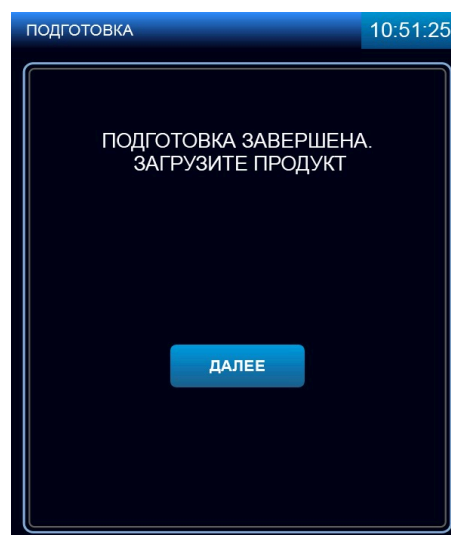 ПОДГОТОВКА
10:51:25
ПОДГОТОВКА ЗАВЕРШЕНА.
ЗАГРУЗИТЕ ПРОДУКТ
ДАЛЕЕ